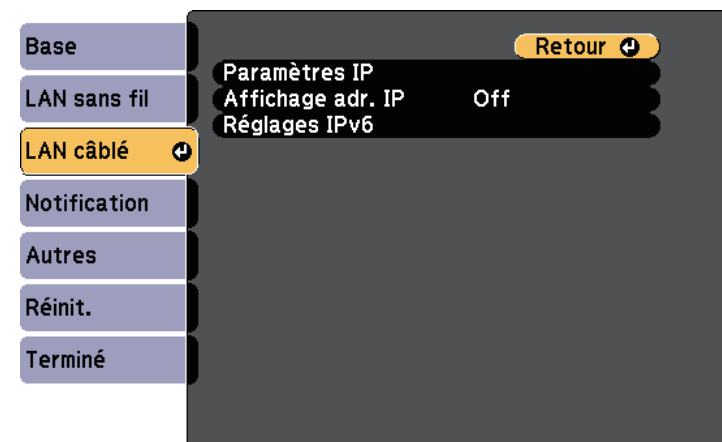 Base
LAN sans fil
LAN câblé
Notification
Autres
Réinit.
Terminé
Retour
Paramètres IP
Affichage adr. IP Off
Réglages IPv6